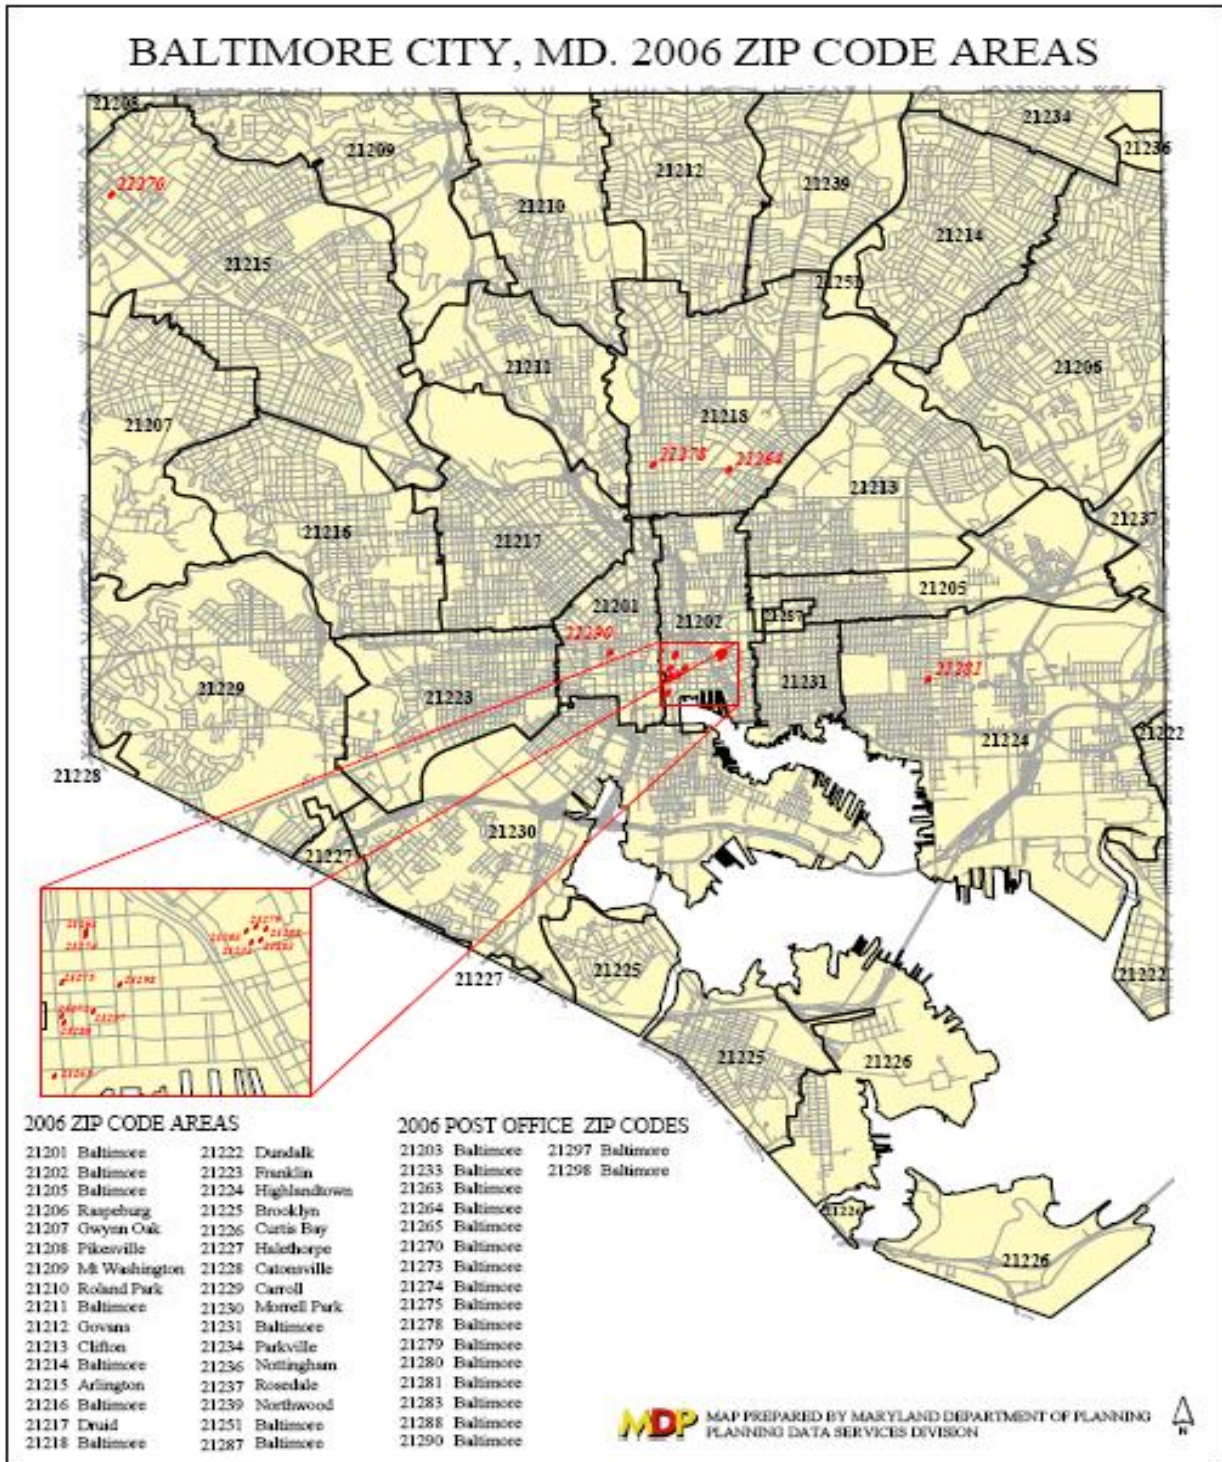 BALTIMORE CITY, MD. 2006 ZIP CODE AREAS
21208
21234
21209
21236
21212
21239
21270
21210
21214
21215
21251
21211
21206
21207
21218
21278
21264
21213
21237
21216
21217
21205
21201
21202
21287
21290
21229
21223
21231
21281
21224
21222
21228
21230
21227
21225
21227
21222
21225
21226
21226
21226
2006 ZIP CODE AREAS
21201 Baltimore
21202 Baltimore
21205 Baltimore
21206 Raspeburg
21207 Gwynn Oak
21208 Pikesville
21209 Mt Washington
21210 Roland Park
21211 Baltimore
21212 Govans
21213 Clifton
21214 Baltimore
21215 Arlington
21216 Baltimore
21217 Druid
21218 Baltimore
21222 Dundalk
21223 Franklin
21224 Highlandtown
21225 Brooklyn
21226 Curtis Bay
21227 Halethorpe
21228 Catonsville
21229 Carroll
21230 Morrell Park
21231 Baltimore
21234 Parkville
21236 Nottingham
21237 Rosedale
21239 Northwood
21251 Baltimore
21287 Baltimore
2006 POST OFFICE ZIP CODES
21203 Baltimore
21233 Baltimore
21263 Baltimore
21264 Baltimore
21265 Baltimore
21270 Baltimore
21273 Baltimore
21274 Baltimore
21275 Baltimore
21278 Baltimore
21279 Baltimore
21280 Baltimore
21281 Baltimore
21283 Baltimore
21288 Baltimore
21290 Baltimore
21297 Baltimore
21298 Baltimore
MDP
MAP PREPARED BY MARYLAND DEPARTMENT OF PLANNING
PLANNING DATA SERVICES DIVISION
N